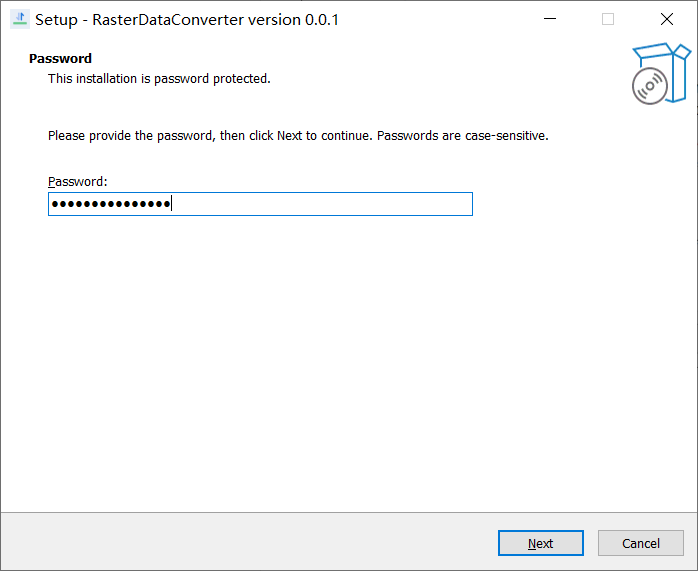 Setup - RasterDataConverter version 0.0.1
Password
This installation is password protected.
Please provide the password, then click Next to continue. Passwords are case-sensitive.
Password:
●●●●●●●●●●●●●●●
Next
Cancel